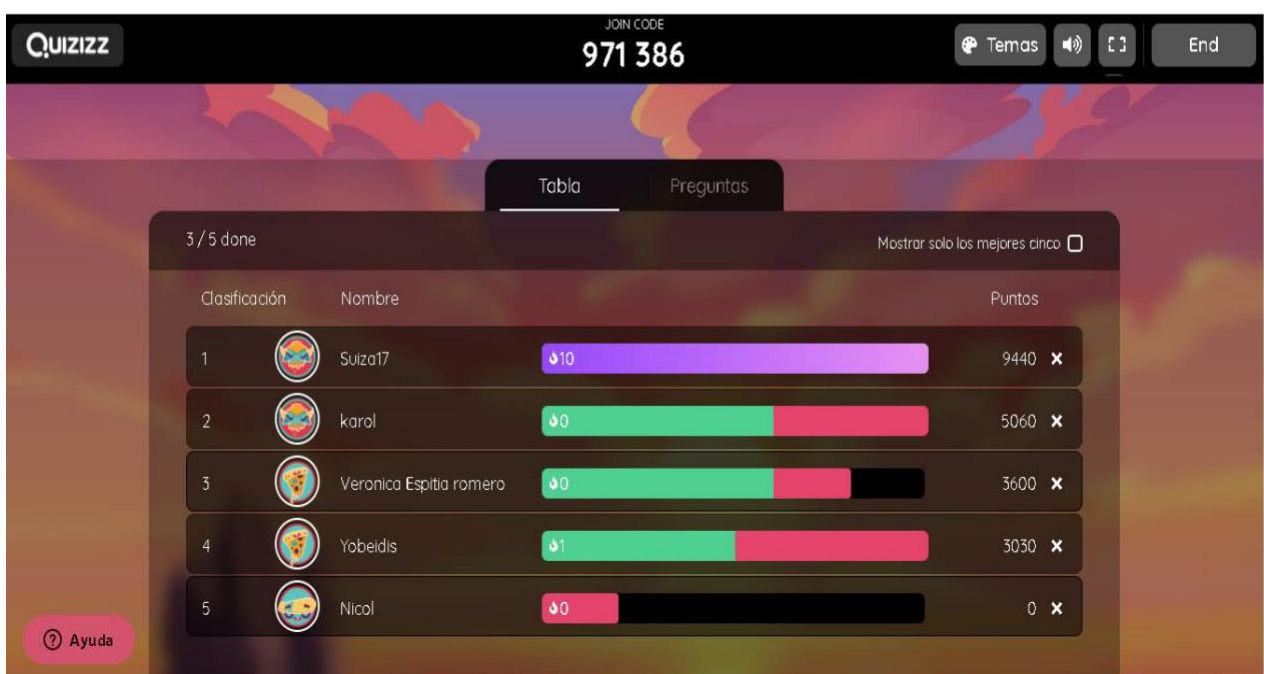 Quizizz
JOIN CODE
971 386
Temas
End
Tabla
Preguntas
3 / 5 done
Mostrar solo los mejores cinco
Clasificación Nombre Puntos
1 Suiza17 10 9440
2 karol 0 5060
3 Veronica Espitia romero 0 3600
4 Yobeidis 1 3030
5 Nicol 0 0
? Ayuda